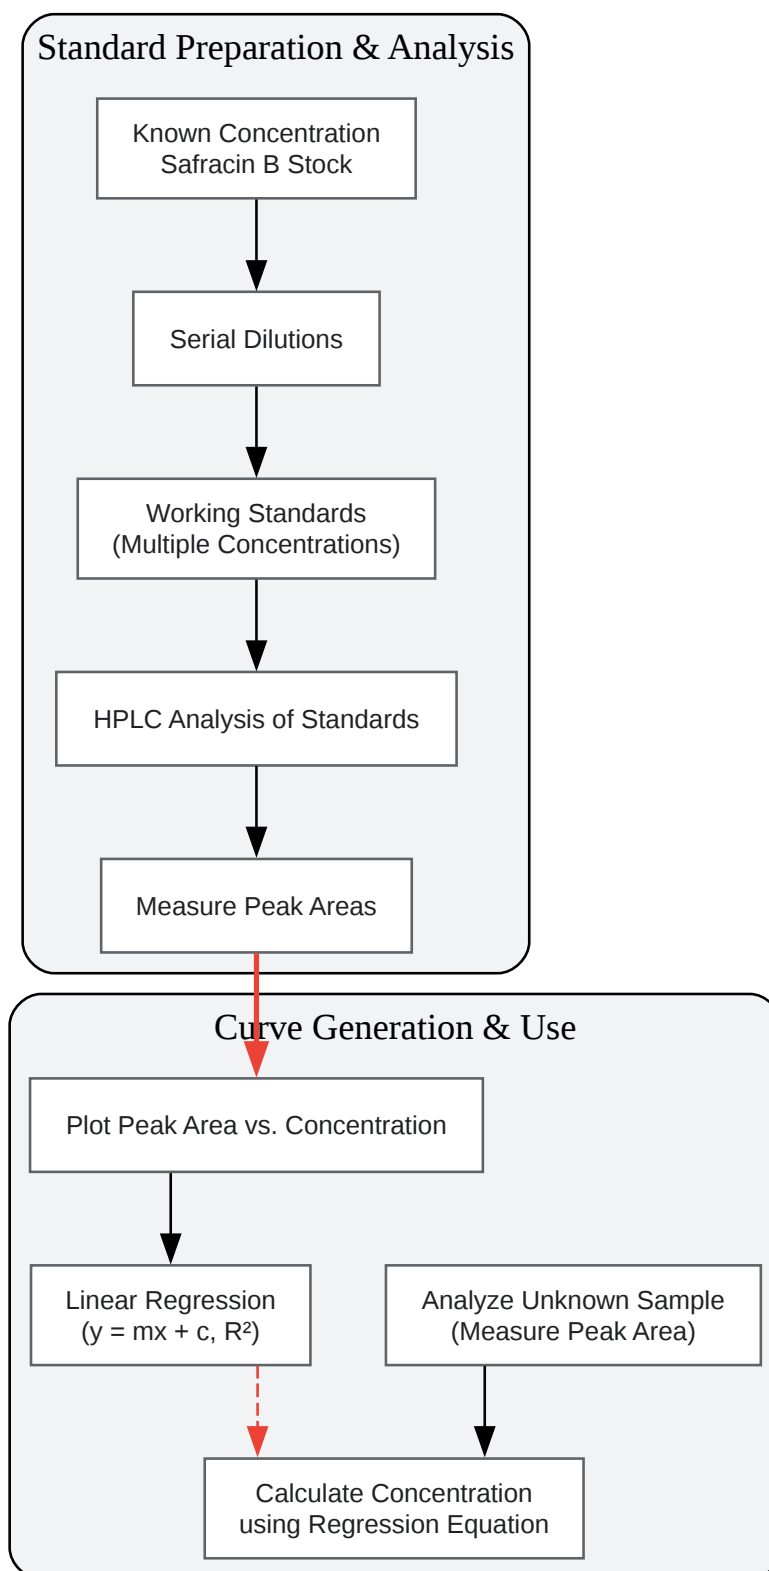 Standard Preparation & Analysis
Known Concentration
Safracin B Stock
Serial Dilutions
Working Standards
(Multiple Concentrations)
HPLC Analysis of Standards
Measure Peak Areas
Curve Generation & Use
Plot Peak Area vs. Concentration
Linear Regression
(y = mx + c, R²)
Analyze Unknown Sample
(Measure Peak Area)
Calculate Concentration
using Regression Equation